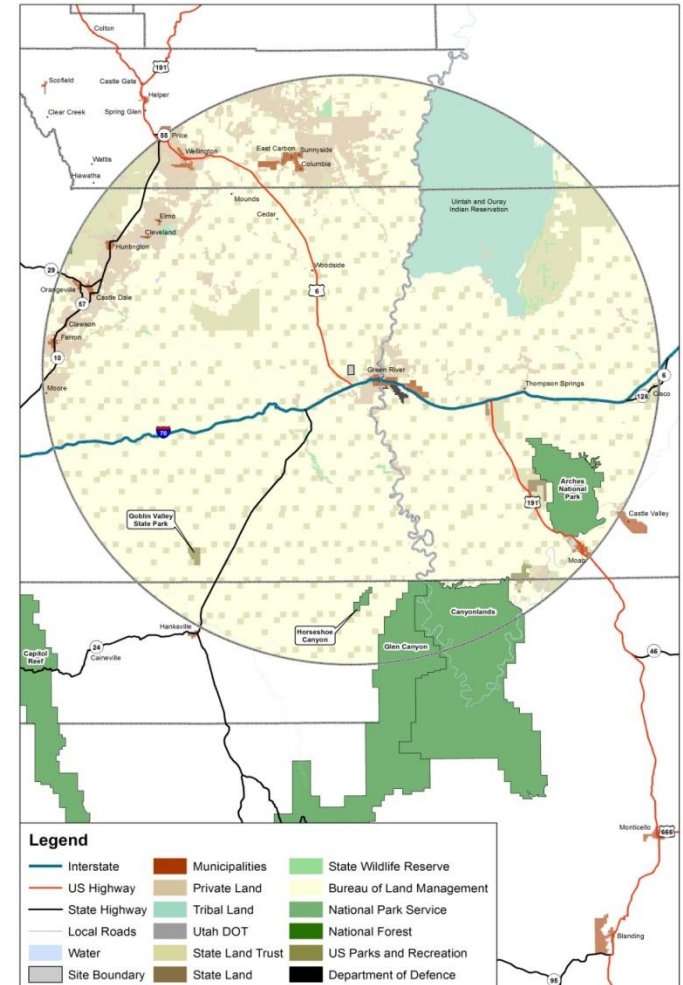 Colton
191
Scofield
Castle Gate
Helper
Clear Creek
Spring Glen
55
Price
Wellington
East Carbon
Sunnyside
Columbia
Wattis
Hiawatha
Mounds
Cedar
Uintah and Ouray
Indian Reservation
Elmo
Cleveland
Huntington
Woodside
29
Orangeville
Castle Dale
57
6
Clawson
Ferron
10
Green River
Moore
Thompson Springs
6
128
Cisco
70
Arches
National
Park
191
Castle Valley
Goblin Valley
State Park
Moab
Hanksville
Horseshoe
Canyon
Canyonlands
Glen Canyon
Capitol
Reef
24
Caineville
46
Monticello
666
Blanding
95
Legend
Interstate
US Highway
State Highway
Local Roads
Water
Site Boundary
Municipalities
Private Land
Tribal Land
Utah DOT
State Land Trust
State Land
State Wildlife Reserve
Bureau of Land Management
National Park Service
National Forest
US Parks and Recreation
Department of Defence